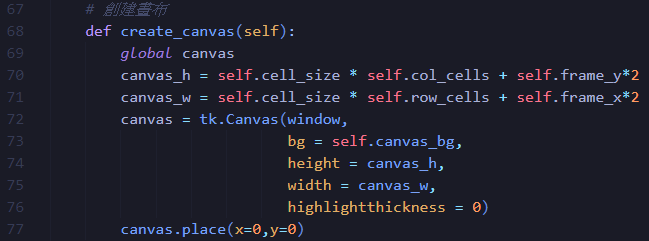 67 # 創建畫布
68 def create_canvas(self):
69 global canvas
70 canvas_h = self.cell_size * self.col_cells + self.frame_y*2
71 canvas_w = self.cell_size * self.row_cells + self.frame_x*2
72 canvas = tk.Canvas(window,
73 bg = self.canvas_bg,
74 height = canvas_h,
75 width = canvas_w,
76 highlightthickness = 0)
77 canvas.place(x=0,y=0)